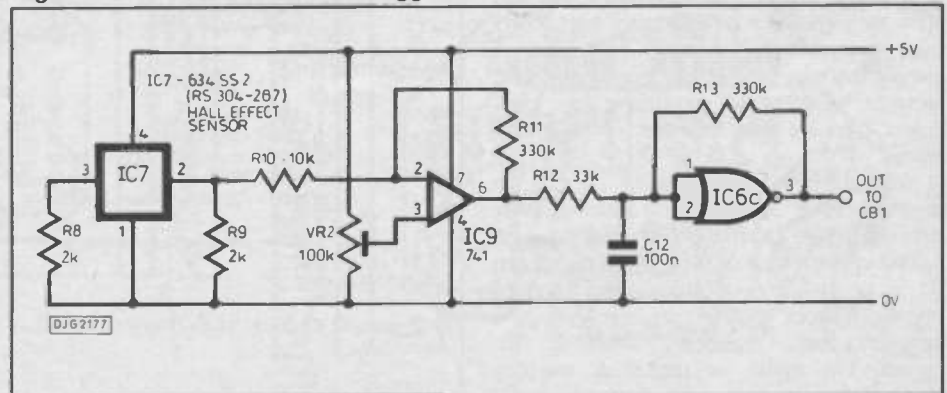 +5V
IC7 - 634 SS2
(RS 304-267)
HALL EFFECT
SENSOR
R13 330k
4
R11
330k
3
IC7
2
R10 · 10k
2
7
6
R12 33k
1
2
IC6c
3
OUT
TO
CB1
R8
2k
1
R9
2k
VR2
100k
3
4
IC9
741
C12
100n
0V
DJG2177